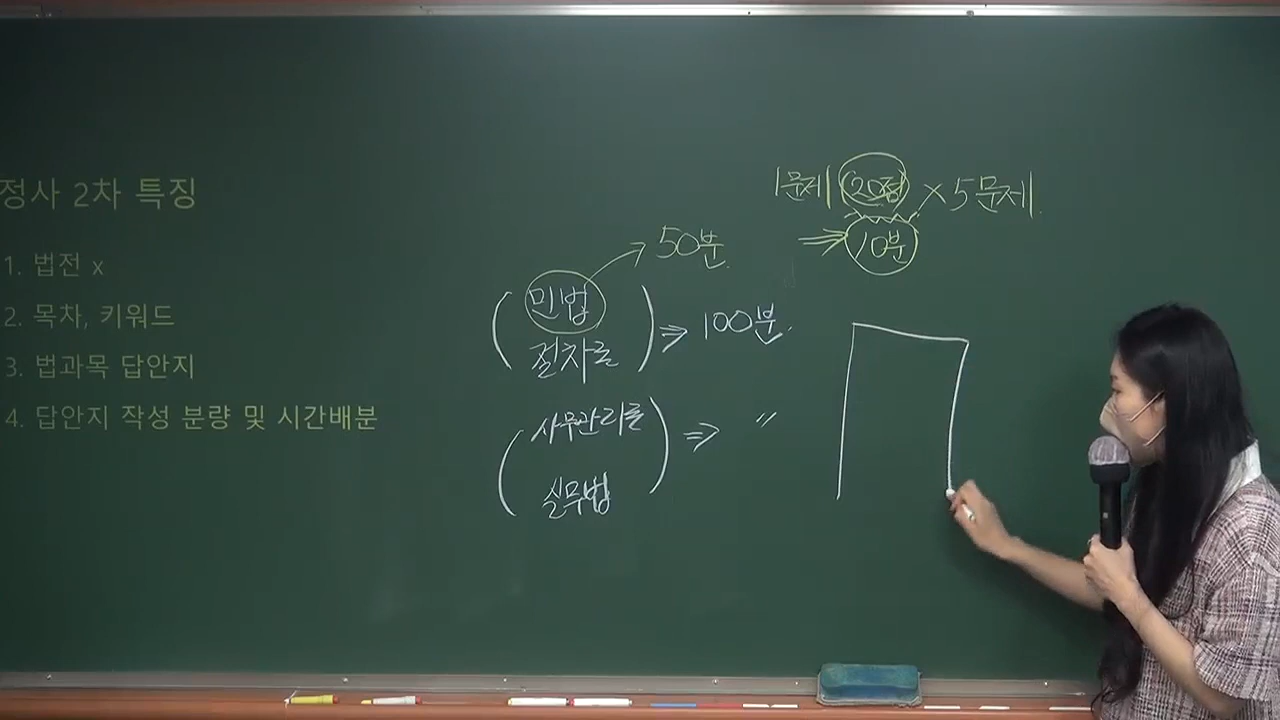 정사 2차 특징
1. 법전 x
2. 목차, 키워드
3. 법과목 답안지
4. 답안지 작성 분량 및 시간배분
1문제 20점 × 5문제
⇒ 10분
→ 50분
( 민법
절차론 ) ⇒ 100분.
( 사무관리론
실무법 ) ⇒ 〃